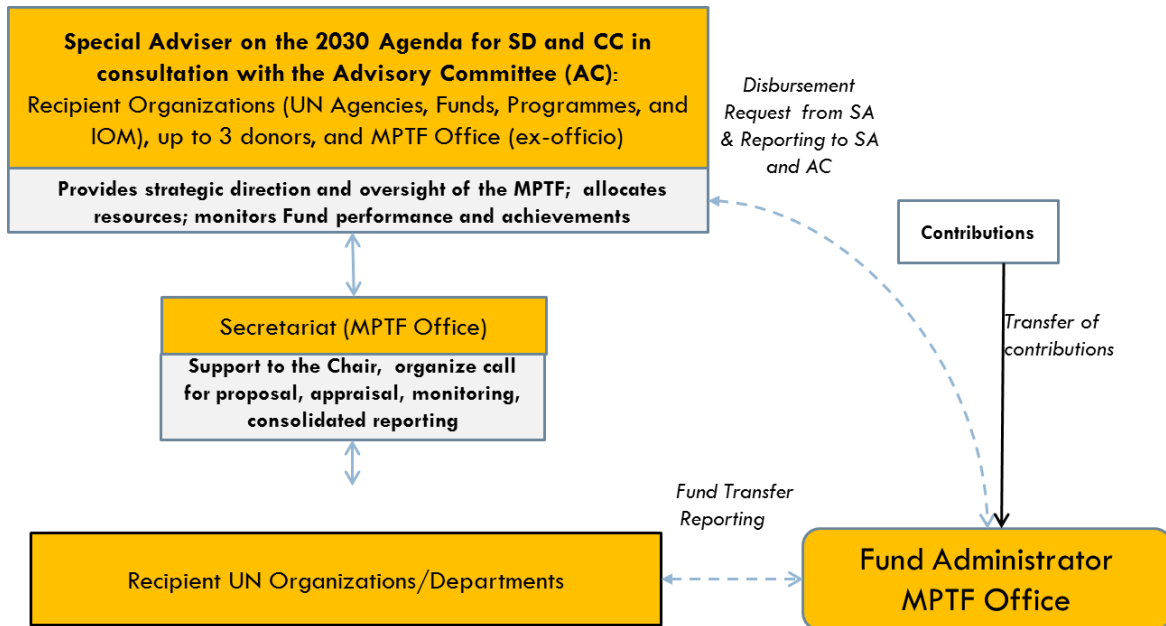 Special Adviser on the 2030 Agenda for SD and CC in
consultation with the Advisory Committee (AC):
Recipient Organizations (UN Agencies, Funds, Programmes, and
IOM), up to 3 donors, and MPTF Office (ex-officio)
Provides strategic direction and oversight of the MPTF; allocates
resources; monitors Fund performance and achievements
Disbursement
Request from SA
& Reporting to SA
and AC
Contributions
Transfer of
contributions
Secretariat (MPTF Office)
Support to the Chair, organize call
for proposal, appraisal, monitoring,
consolidated reporting
Fund Transfer
Reporting
Recipient UN Organizations/Departments
Fund Administrator
MPTF Office